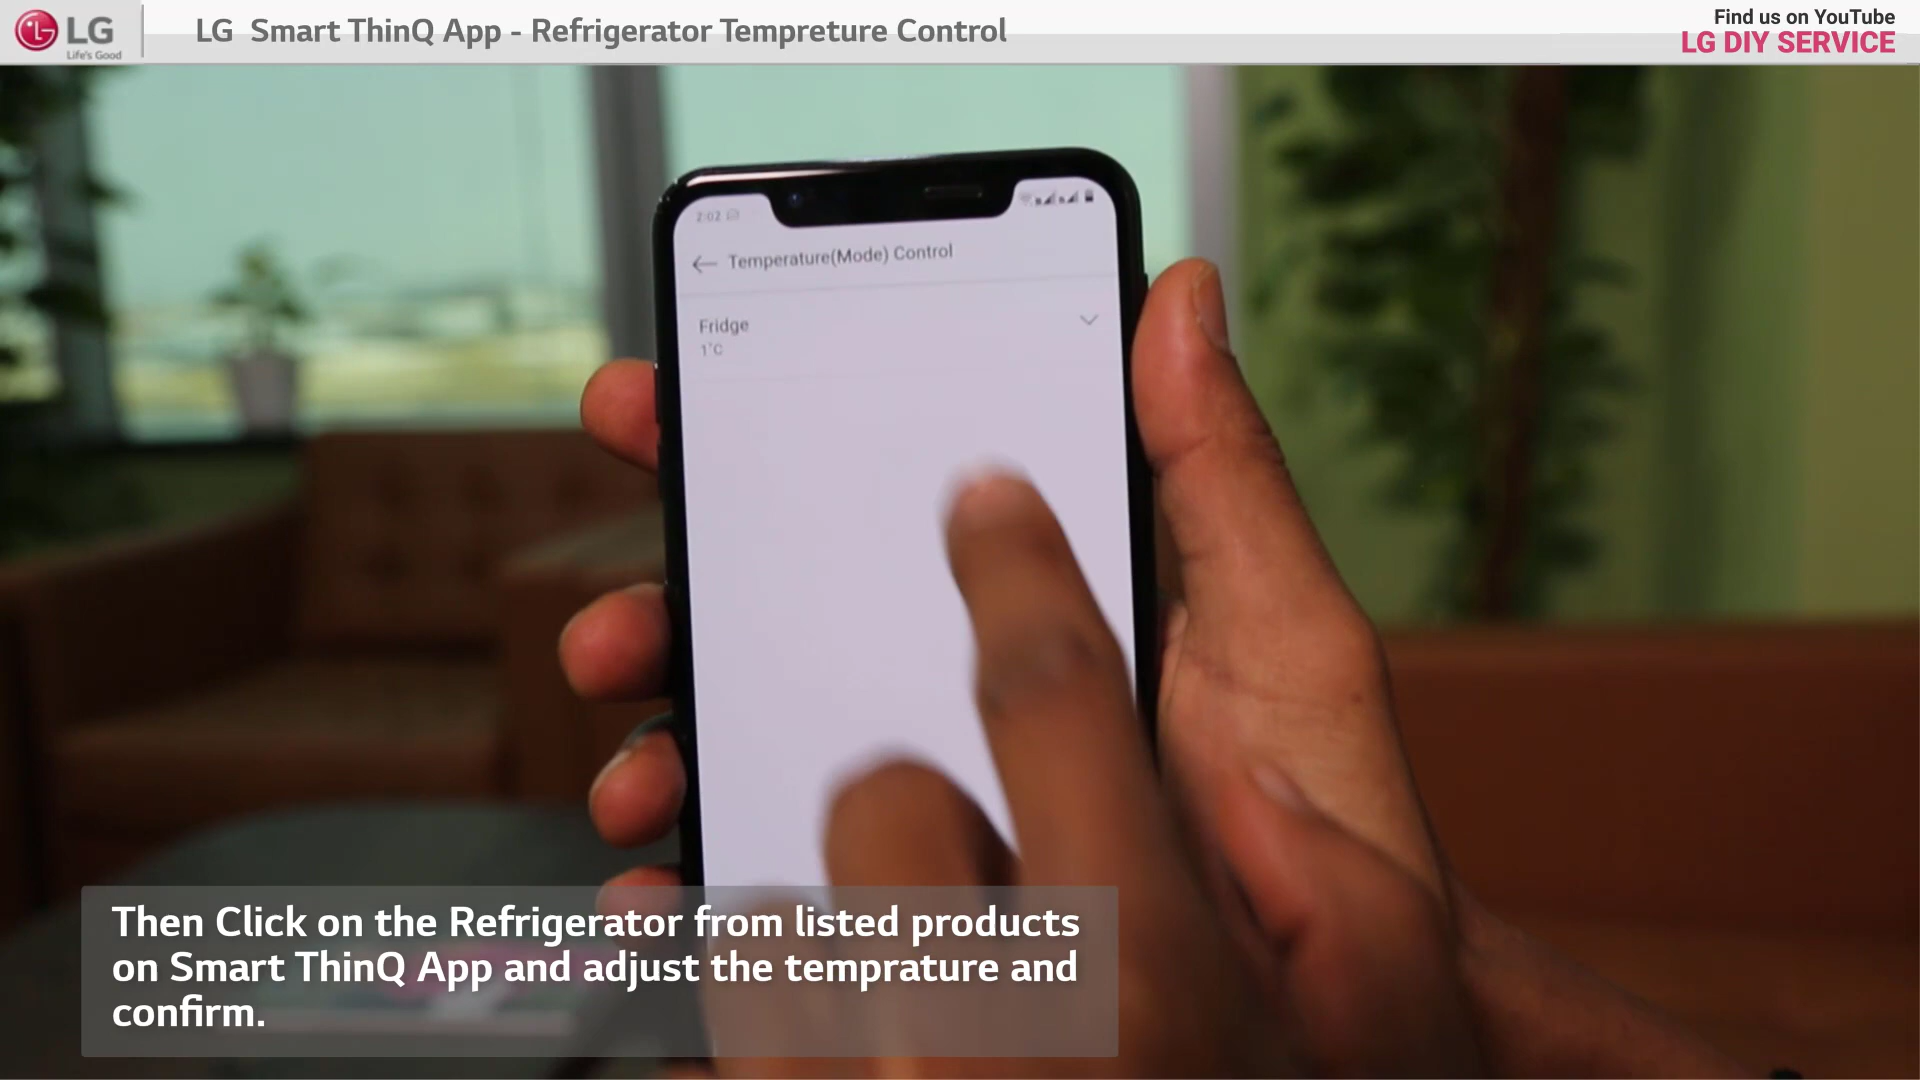 LG
Life's Good
LG Smart ThinQ App - Refrigerator Tempreture Control
Find us on YouTube
LG DIY SERVICE
2:02
Temperature(Mode) Control
Fridge
1°C
Then Click on the Refrigerator from listed products
on Smart ThinQ App and adjust the temprature and
confirm.